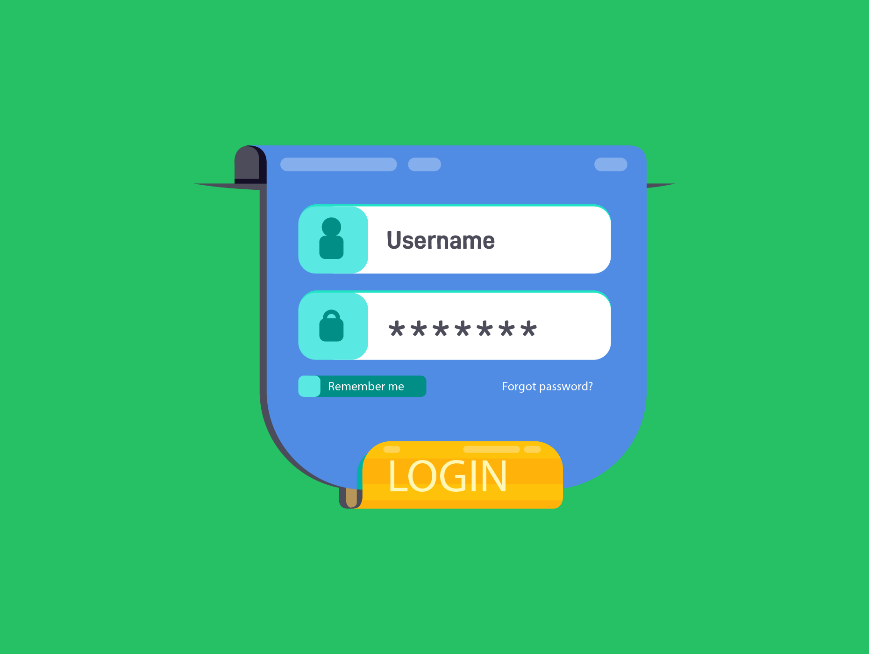 Username
*******
Remember me
Forgot password?
LOGIN